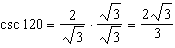 csc 120 = 2/√3 · √3/√3 = 2√3/3